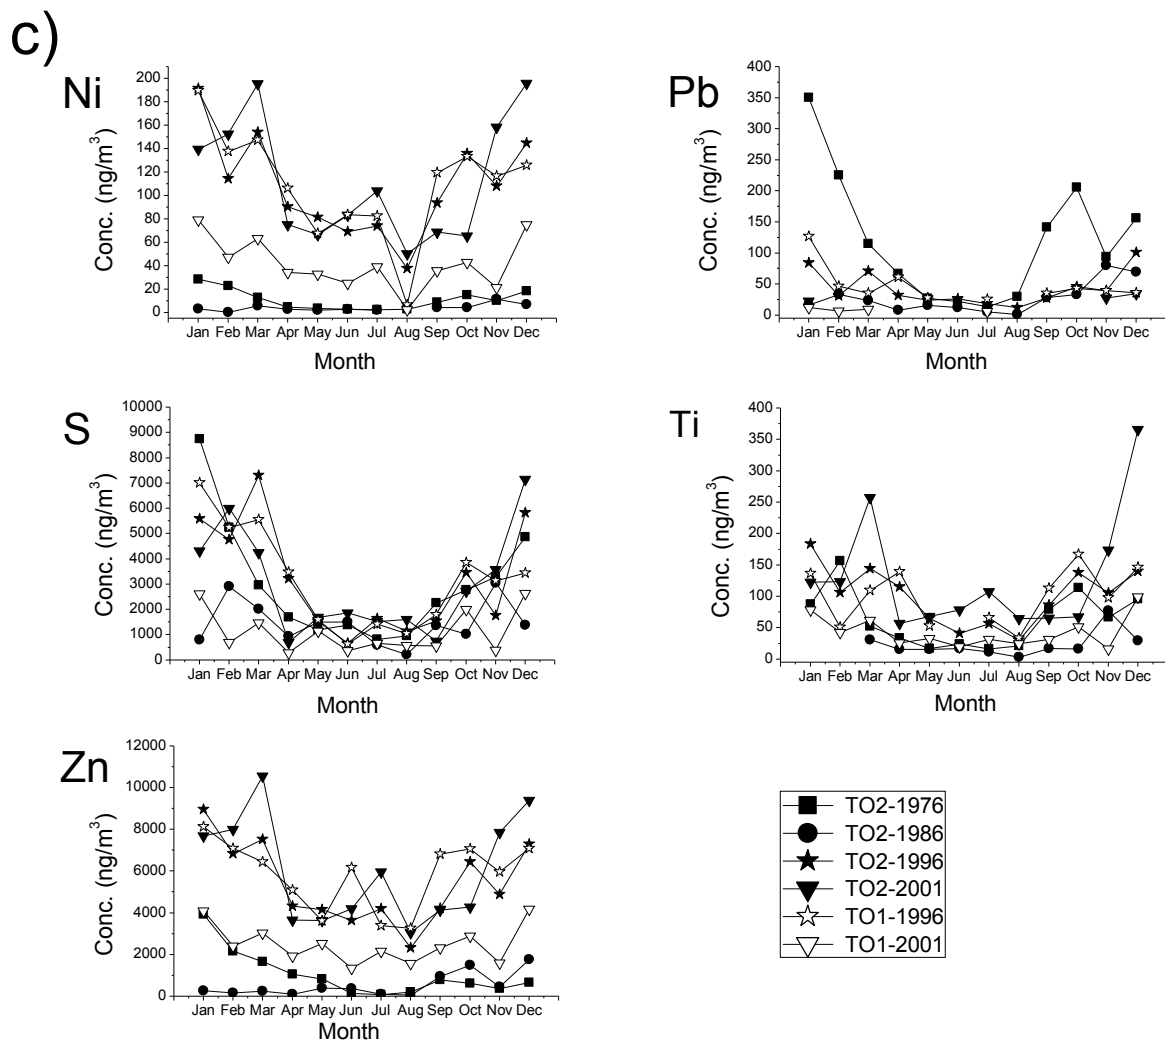 c)
Ni
Conc. (ng/m³)
200
180
160
140
120
100
80
60
40
20
0
Jan Feb Mar Apr May Jun Jul Aug Sep Oct Nov Dec
Month
Pb
Conc. (ng/m³)
400
350
300
250
200
150
100
50
0
Jan Feb Mar Apr May Jun Jul Aug Sep Oct Nov Dec
Month
S
Conc. (ng/m³)
10000
9000
8000
7000
6000
5000
4000
3000
2000
1000
0
Jan Feb Mar Apr May Jun Jul Aug Sep Oct Nov Dec
Month
Ti
Conc. (ng/m³)
400
350
300
250
200
150
100
50
0
Jan Feb Mar Apr May Jun Jul Aug Sep Oct Nov Dec
Month
Zn
Conc. (ng/m³)
12000
10000
8000
6000
4000
2000
0
Jan Feb Mar Apr May Jun Jul Aug Sep Oct Nov Dec
Month
TO2-1976
TO2-1986
TO2-1996
TO2-2001
TO1-1996
TO1-2001